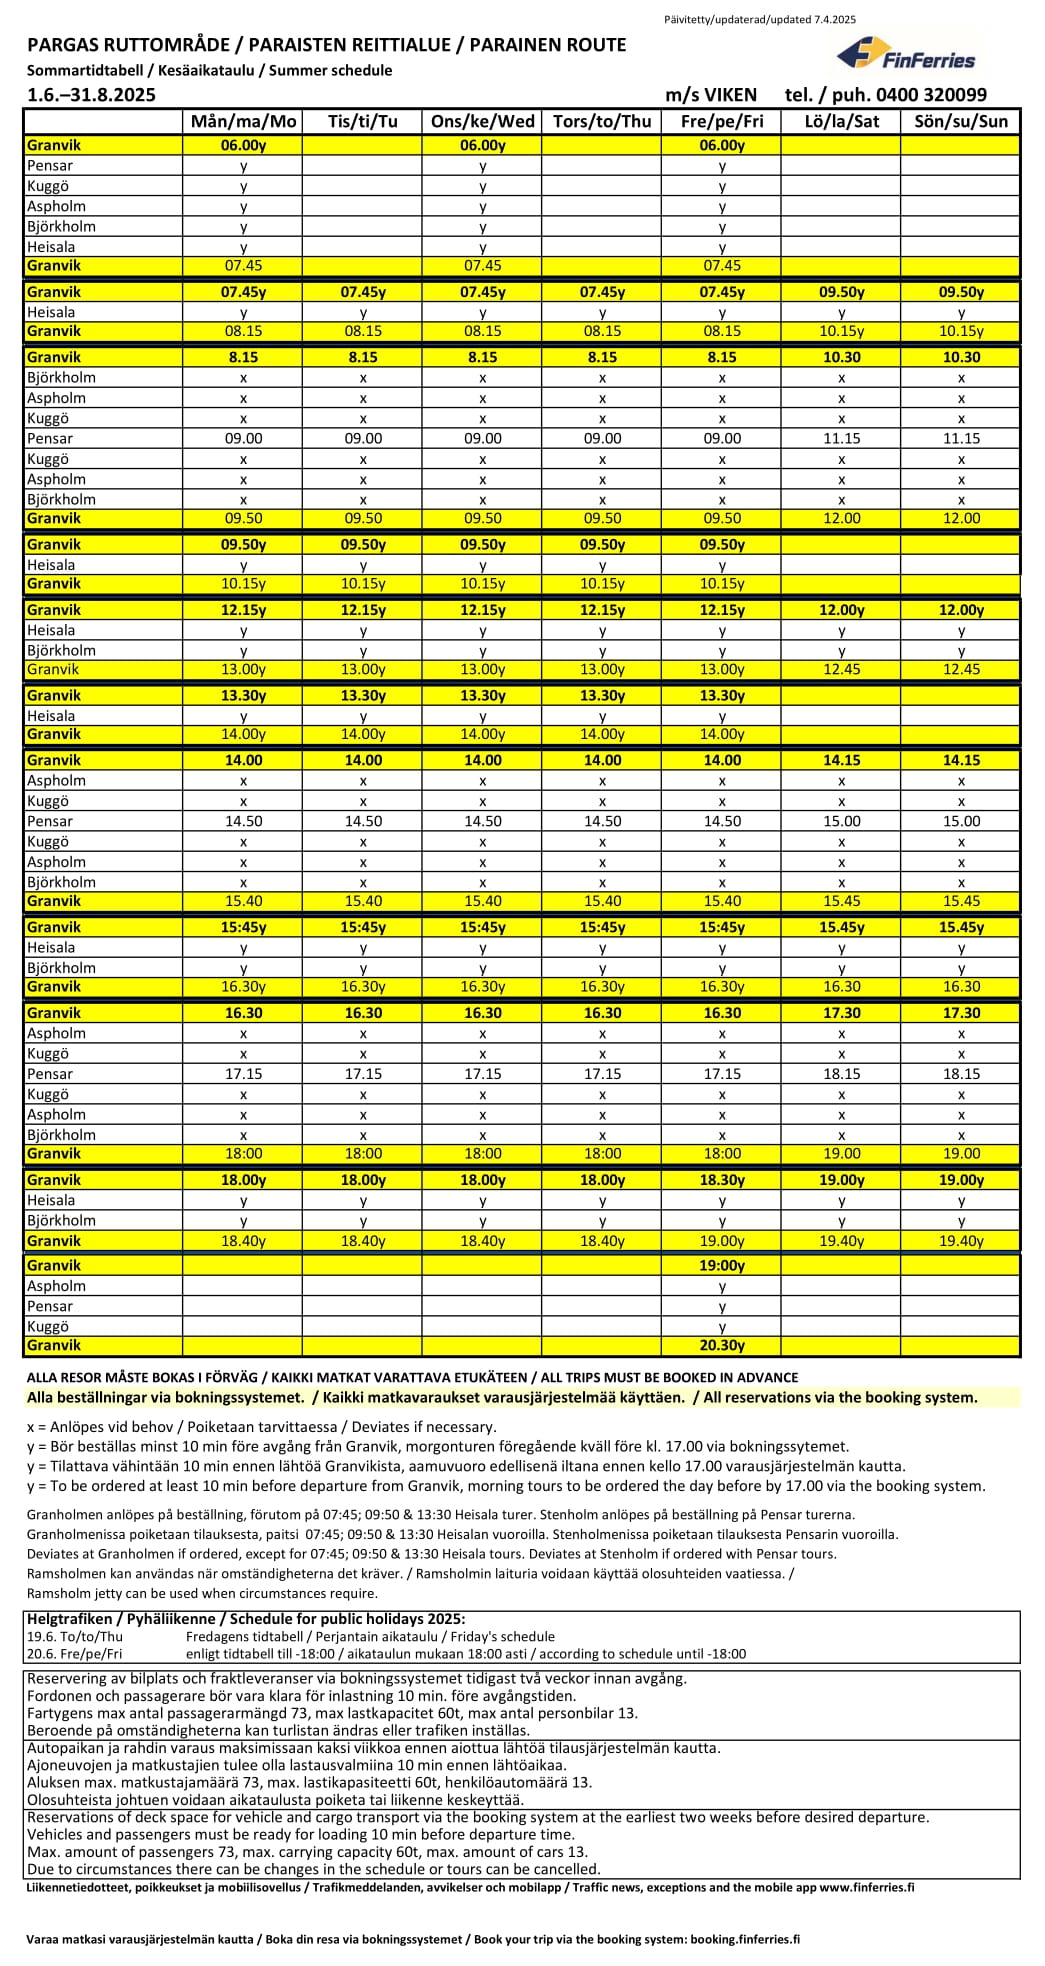 Päivitetty/updaterad/updated 7.4.2025
PARGAS RUTTOMRÅDE / PARAISTEN REITTIALUE / PARAINEN ROUTE
FinFerries
Sommartidtabell / Kesäaikataulu / Summer schedule
1.6.–31.8.2025 m/s VIKEN tel. / puh. 0400 320099
Mån/ma/Mo Tis/ti/Tu Ons/ke/Wed Tors/to/Thu Fre/pe/Fri Lö/la/Sat Sön/su/Sun
Granvik 06.00y 06.00y 06.00y
Pensar y y y
Kuggö y y y
Aspholm y y y
Björkholm y y y
Heisala y y y
Granvik 07.45 07.45 07.45
Granvik 07.45y 07.45y 07.45y 07.45y 07.45y 09.50y 09.50y
Heisala y y y y y y y
Granvik 08.15 08.15 08.15 08.15 08.15 10.15y 10.15y
Granvik 8.15 8.15 8.15 8.15 8.15 10.30 10.30
Björkholm x x x x x x x
Aspholm x x x x x x x
Kuggö x x x x x x x
Pensar 09.00 09.00 09.00 09.00 09.00 11.15 11.15
Kuggö x x x x x x x
Aspholm x x x x x x x
Björkholm x x x x x x x
Granvik 09.50 09.50 09.50 09.50 09.50 12.00 12.00
Granvik 09.50y 09.50y 09.50y 09.50y 09.50y
Heisala y y y y y
Granvik 10.15y 10.15y 10.15y 10.15y 10.15y
Granvik 12.15y 12.15y 12.15y 12.15y 12.15y 12.00y 12.00y
Heisala y y y y y y y
Björkholm y y y y y y y
Granvik 13.00y 13.00y 13.00y 13.00y 13.00y 12.45 12.45
Granvik 13.30y 13.30y 13.30y 13.30y 13.30y
Heisala y y y y y
Granvik 14.00y 14.00y 14.00y 14.00y 14.00y
Granvik 14.00 14.00 14.00 14.00 14.00 14.15 14.15
Aspholm x x x x x x x
Kuggö x x x x x x x
Pensar 14.50 14.50 14.50 14.50 14.50 15.00 15.00
Kuggö x x x x x x x
Aspholm x x x x x x x
Björkholm x x x x x x x
Granvik 15.40 15.40 15.40 15.40 15.40 15.45 15.45
Granvik 15:45y 15:45y 15:45y 15:45y 15:45y 15.45y 15.45y
Heisala y y y y y y y
Björkholm y y y y y y y
Granvik 16.30y 16.30y 16.30y 16.30y 16.30y 16.30 16.30
Granvik 16.30 16.30 16.30 16.30 16.30 17.30 17.30
Aspholm x x x x x x x
Kuggö x x x x x x x
Pensar 17.15 17.15 17.15 17.15 17.15 18.15 18.15
Kuggö x x x x x x x
Aspholm x x x x x x x
Björkholm x x x x x x x
Granvik 18:00 18:00 18:00 18:00 18:00 19.00 19.00
Granvik 18.00y 18.00y 18.00y 18.00y 18.30y 19.00y 19.00y
Heisala y y y y y y y
Björkholm y y y y y y y
Granvik 18.40y 18.40y 18.40y 18.40y 19.00y 19.40y 19.40y
Granvik 19:00y
Aspholm y
Pensar y
Kuggö y
Granvik 20.30y
ALLA RESOR MÅSTE BOKAS I FÖRVÄG / KAIKKI MATKAT VARATTAVA ETUKÄTEEN / ALL TRIPS MUST BE BOOKED IN ADVANCE
Alla beställningar via bokningssystemet. / Kaikki matkavaraukset varausjärjestelmää käyttäen. / All reservations via the booking system.
x = Anlöpes vid behov / Poiketaan tarvittaessa / Deviates if necessary.
y = Bör beställas minst 10 min före avgång från Granvik, morgonturen föregående kväll före kl. 17.00 via bokningssytemet.
y = Tilattava vähintään 10 min ennen lähtöä Granvikista, aamuvuoro edellisenä iltana ennen kello 17.00 varausjärjestelmän kautta.
y = To be ordered at least 10 min before departure from Granvik, morning tours to be ordered the day before by 17.00 via the booking system.
Granholmen anlöpes på beställning, förutom på 07:45; 09:50 & 13:30 Heisala turer. Stenholm anlöpes på beställning på Pensar turerna.
Granholmenissa poiketaan tilauksesta, paitsi 07:45; 09:50 & 13:30 Heisalan vuoroilla. Stenholmenissa poiketaan tilauksesta Pensarin vuoroilla.
Deviates at Granholmen if ordered, except for 07:45; 09:50 & 13:30 Heisala tours. Deviates at Stenholm if ordered with Pensar tours.
Ramsholmen kan användas när omständigheterna det kräver. / Ramsholmin laituria voidaan käyttää olosuhteiden vaatiessa. /
Ramsholm jetty can be used when circumstances require.
Helgtrafiken / Pyhäliikenne / Schedule for public holidays 2025:
19.6. To/to/Thu Fredagens tidtabell / Perjantain aikataulu / Friday's schedule
20.6. Fre/pe/Fri enligt tidtabell till -18:00 / aikataulun mukaan 18:00 asti / according to schedule until -18:00
Reservering av bilplats och fraktleveranser via bokningssystemet tidigast två veckor innan avgång.
Fordonen och passagerare bör vara klara för inlastning 10 min. före avgångstiden.
Fartygens max antal passagerarmängd 73, max lastkapacitet 60t, max antal personbilar 13.
Beroende på omständigheterna kan turlistan ändras eller trafiken inställas.
Autopaikan ja rahdin varaus maksimissaan kaksi viikkoa ennen aiottua lähtöä tilausjärjestelmän kautta.
Ajoneuvojen ja matkustajien tulee olla lastausvalmiina 10 min ennen lähtöaikaa.
Aluksen max. matkustajamäärä 73, max. lastikapasiteetti 60t, henkilöautomäärä 13.
Olosuhteista johtuen voidaan aikataulusta poiketa tai liikenne keskeyttää.
Reservations of deck space for vehicle and cargo transport via the booking system at the earliest two weeks before desired departure.
Vehicles and passengers must be ready for loading 10 min before departure time.
Max. amount of passengers 73, max. carrying capacity 60t, max. amount of cars 13.
Due to circumstances there can be changes in the schedule or tours can be cancelled.
Liikennetiedotteet, poikkeukset ja mobiilisovellus / Trafikmeddelanden, avvikelser och mobilapp / Traffic news, exceptions and the mobile app www.finferries.fi
Varaa matkasi varausjärjestelmän kautta / Boka din resa via bokningssystemet / Book your trip via the booking system: booking.finferries.fi